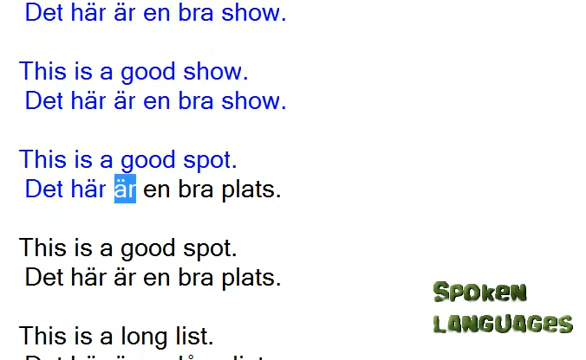 Det här är en bra show.
This is a good show.
Det här är en bra show.
This is a good spot.
Det här är en bra plats.
This is a good spot.
Det här är en bra plats.
This is a long list.
Spoken
Languages